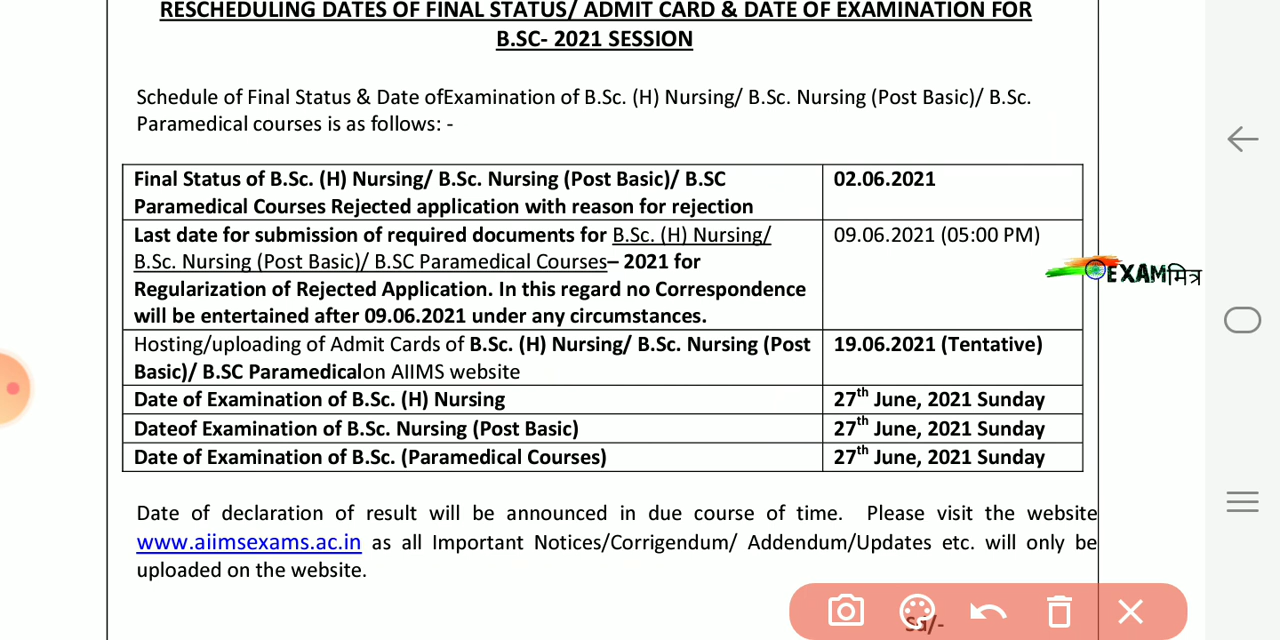 RESCHEDULING DATES OF FINAL STATUS/ ADMIT CARD & DATE OF EXAMINATION FOR
B.SC- 2021 SESSION
Schedule of Final Status & Date ofExamination of B.Sc. (H) Nursing/ B.Sc. Nursing (Post Basic)/ B.Sc.
Paramedical courses is as follows: -
Final Status of B.Sc. (H) Nursing/ B.Sc. Nursing (Post Basic)/ B.SC 02.06.2021
Paramedical Courses Rejected application with reason for rejection
Last date for submission of required documents for B.Sc. (H) Nursing/ 09.06.2021 (05:00 PM)
B.Sc. Nursing (Post Basic)/ B.SC Paramedical Courses– 2021 for
Regularization of Rejected Application. In this regard no Correspondence
will be entertained after 09.06.2021 under any circumstances.
EXAMमित्र
Hosting/uploading of Admit Cards of B.Sc. (H) Nursing/ B.Sc. Nursing (Post 19.06.2021 (Tentative)
Basic)/ B.SC Paramedicalon AIIMS website
Date of Examination of B.Sc. (H) Nursing 27th June, 2021 Sunday
Dateof Examination of B.Sc. Nursing (Post Basic) 27th June, 2021 Sunday
Date of Examination of B.Sc. (Paramedical Courses) 27th June, 2021 Sunday
Date of declaration of result will be announced in due course of time. Please visit the website
www.aiimsexams.ac.in as all Important Notices/Corrigendum/ Addendum/Updates etc. will only be
uploaded on the website.
Sd/-